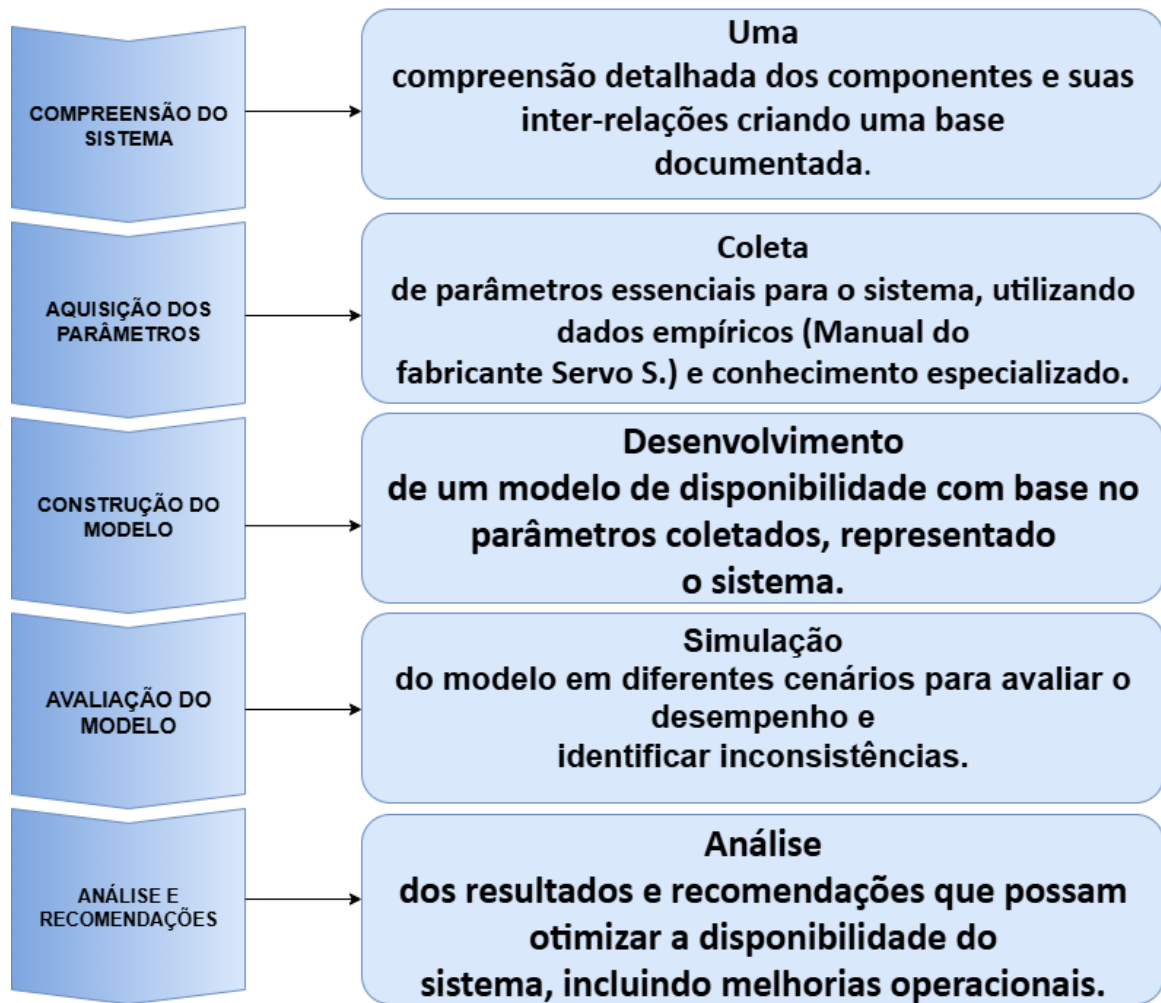 COMPREENSÃO DO
SISTEMA
Uma
compreensão detalhada dos componentes e suas
inter-relações criando uma base
documentada.
AQUISIÇÃO DOS
PARÂMETROS
Coleta
de parâmetros essenciais para o sistema, utilizando
dados empíricos (Manual do
fabricante Servo S.) e conhecimento especializado.
CONSTRUÇÃO DO
MODELO
Desenvolvimento
de um modelo de disponibilidade com base no
parâmetros coletados, representado
o sistema.
AVALIAÇÃO DO
MODELO
Simulação
do modelo em diferentes cenários para avaliar o
desempenho e
identificar inconsistências.
ANÁLISE E
RECOMENDAÇÕES
Análise
dos resultados e recomendações que possam
otimizar a disponibilidade do
sistema, incluindo melhorias operacionais.